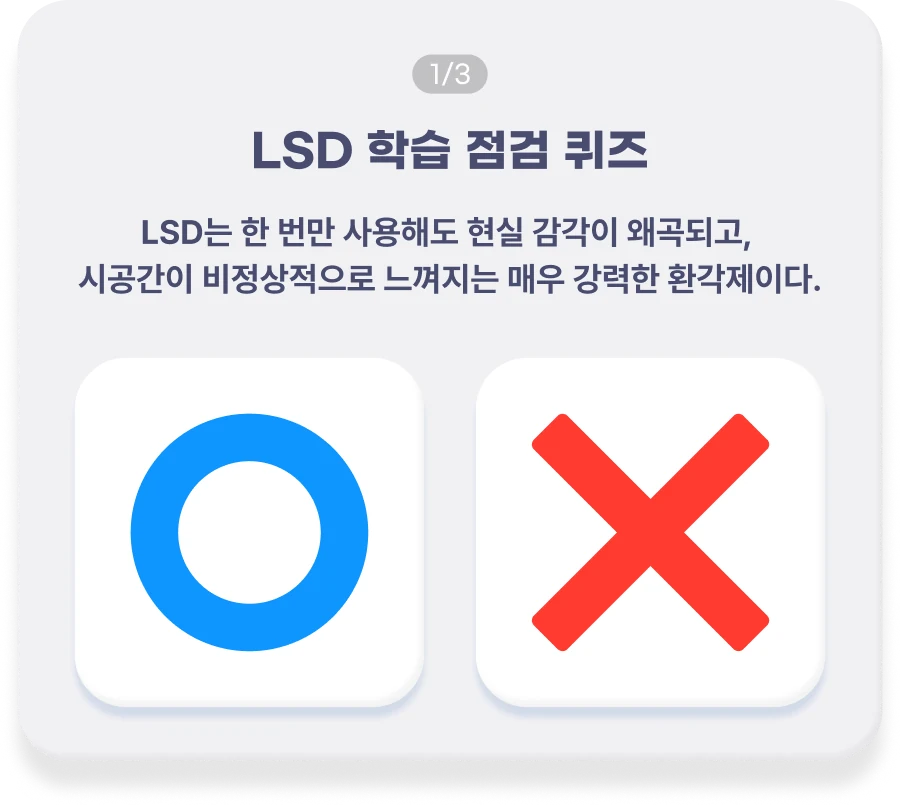 1/3
LSD 학습 점검 퀴즈
LSD는 한 번만 사용해도 현실 감각이 왜곡되고,
시공간이 비정상적으로 느껴지는 매우 강력한 환각제이다.